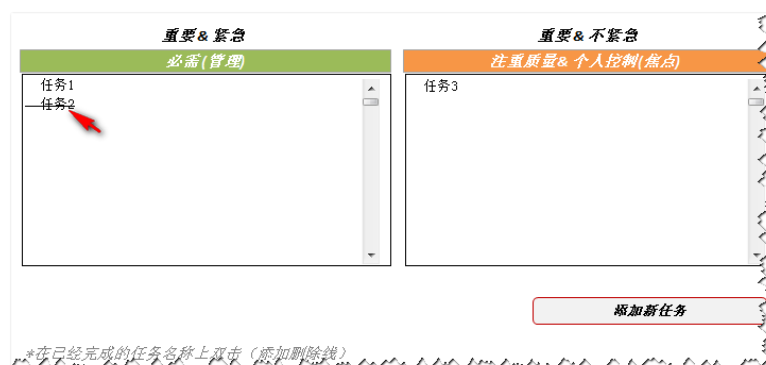 重要& 紧急
重要& 不紧急
必需(管理)
注重质量& 个人控制(焦点)
任务1
任务2
任务3
添加新任务
*在已经完成的任务名称上双击（添加删除线）